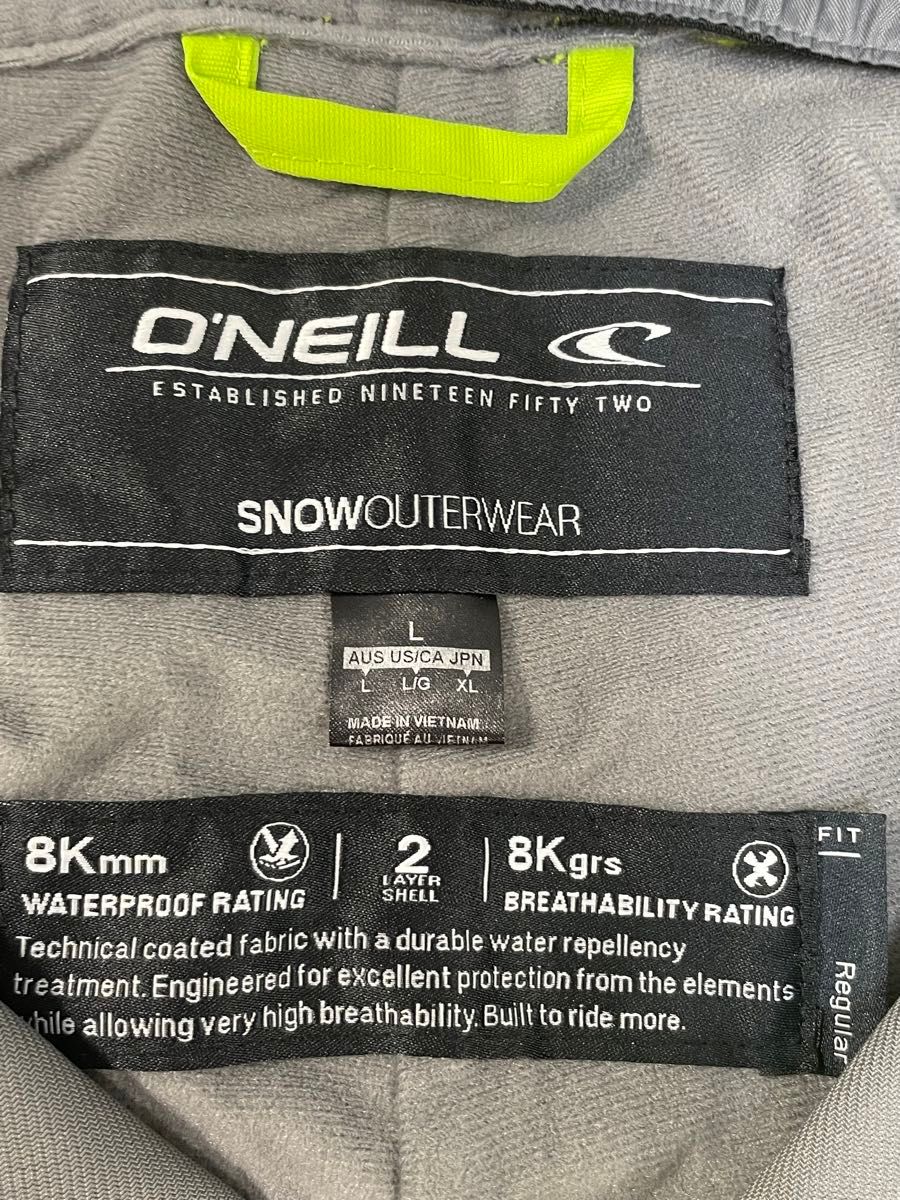 O'NEILL
ESTABLISHED NINETEEN FIFTY TWO
SNOWOUTERWEAR
L
AUS US/CA JPN
L L/G XL
MADE IN VIETNAM
FABRIQUÉ AU VIETNAM
8Kmm
WATERPROOF RATING
2
LAYER
SHELL
8Kgrs
BREATHABILITY RATING
Technical coated fabric with a durable water repellency
treatment. Engineered for excellent protection from the elements
while allowing very high breathability. Built to ride more.
FIT
Regular